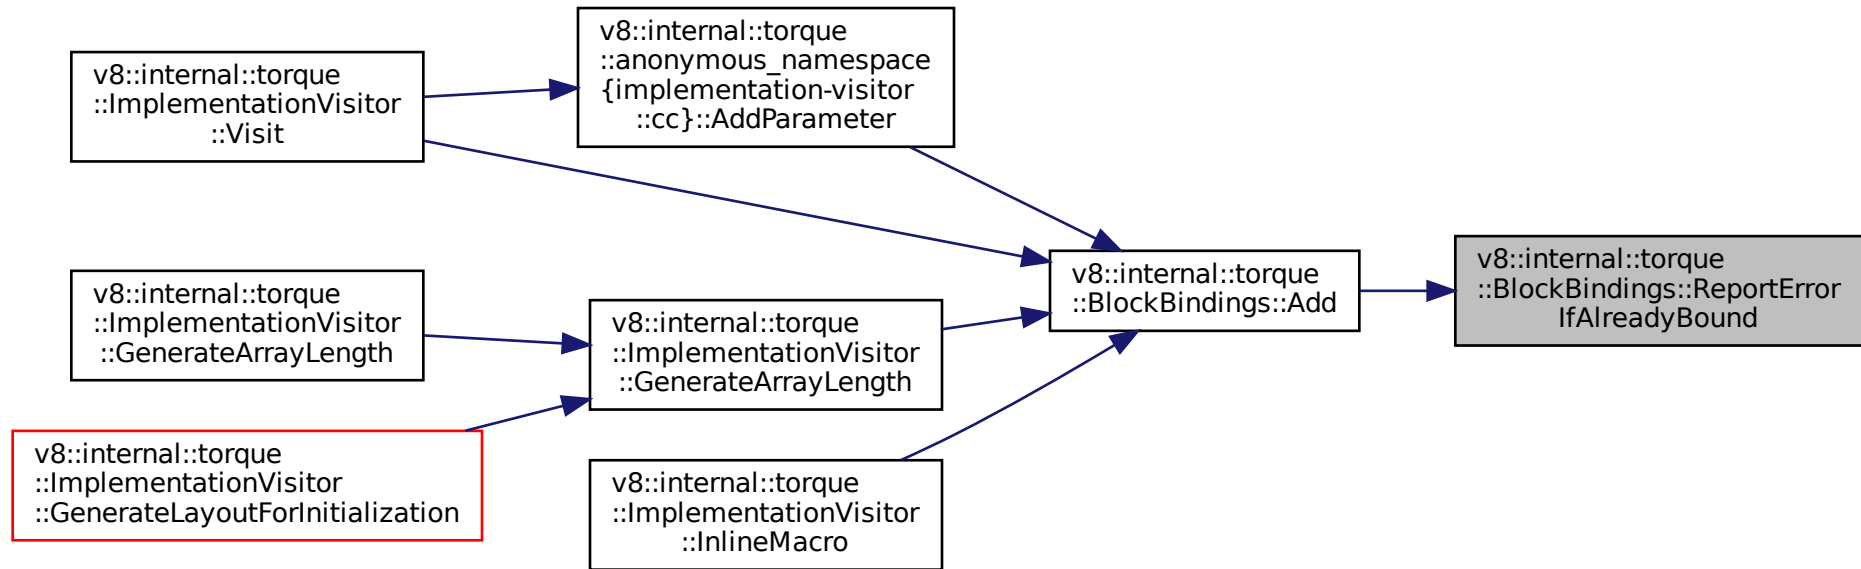 v8::internal::torque
::ImplementationVisitor
::Visit
v8::internal::torque
::anonymous_namespace
{implementation-visitor
::cc}::AddParameter
v8::internal::torque
::ImplementationVisitor
::GenerateArrayLength
v8::internal::torque
::ImplementationVisitor
::GenerateLayoutForInitialization
v8::internal::torque
::ImplementationVisitor
::GenerateArrayLength
v8::internal::torque
::ImplementationVisitor
::InlineMacro
v8::internal::torque
::BlockBindings::Add
v8::internal::torque
::BlockBindings::ReportError
IfAlreadyBound